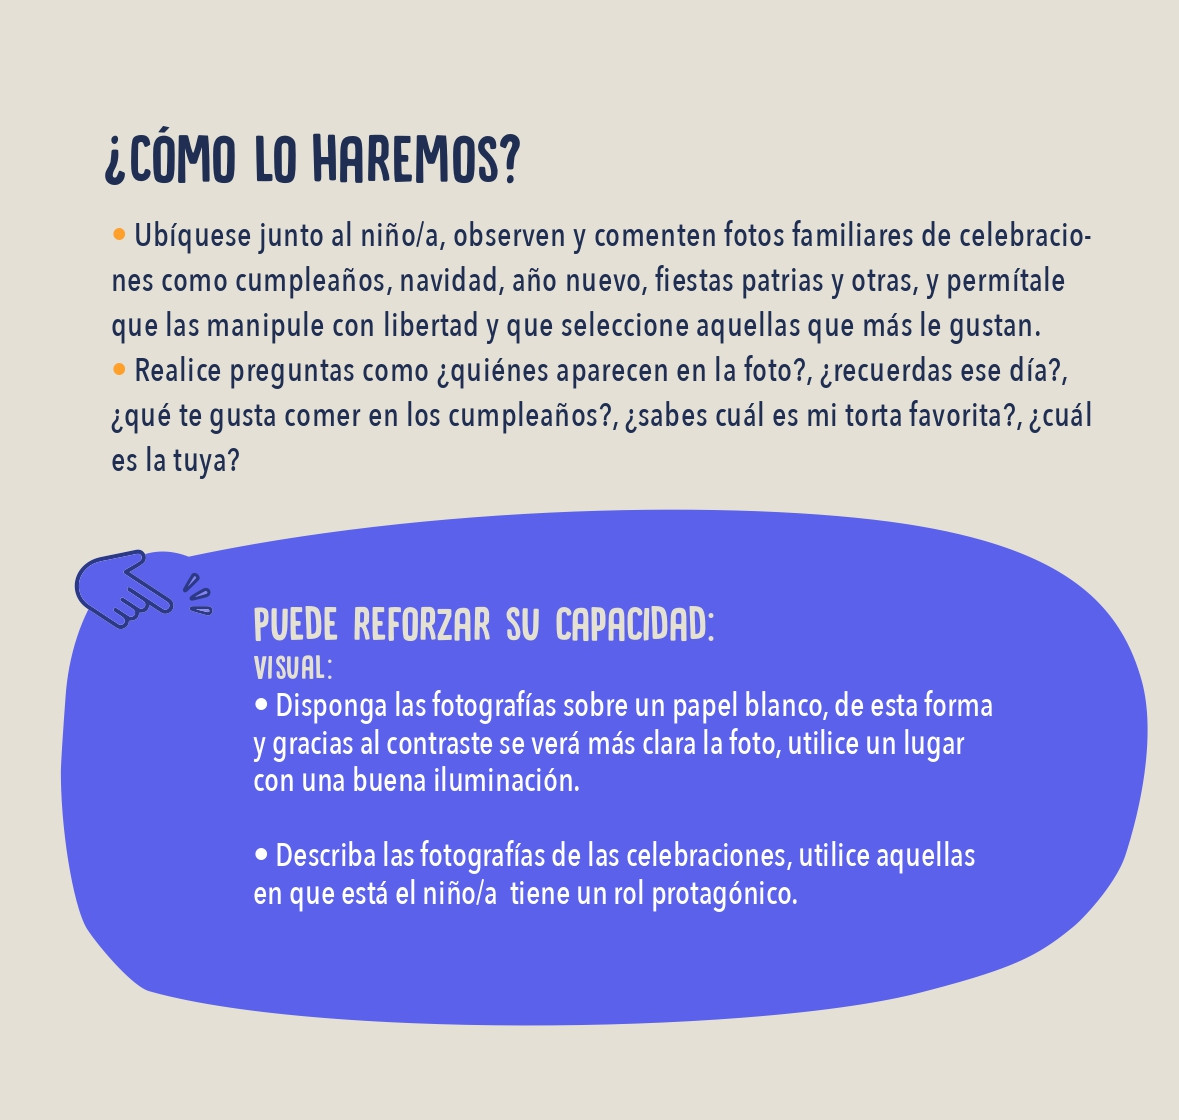 ¿CÓMO LO HAREMOS?
• Ubíquese junto al niño/a, observen y comenten fotos familiares de celebracio-
nes como cumpleaños, navidad, año nuevo, fiestas patrias y otras, y permítale
que las manipule con libertad y que seleccione aquellas que más le gustan.
• Realice preguntas como ¿quiénes aparecen en la foto?, ¿recuerdas ese día?,
¿qué te gusta comer en los cumpleaños?, ¿sabes cuál es mi torta favorita?, ¿cuál
es la tuya?
PUEDE REFORZAR SU CAPACIDAD:
VISUAL:
• Disponga las fotografías sobre un papel blanco, de esta forma
y gracias al contraste se verá más clara la foto, utilice un lugar
con una buena iluminación.
• Describa las fotografías de las celebraciones, utilice aquellas
en que está el niño/a  tiene un rol protagónico.